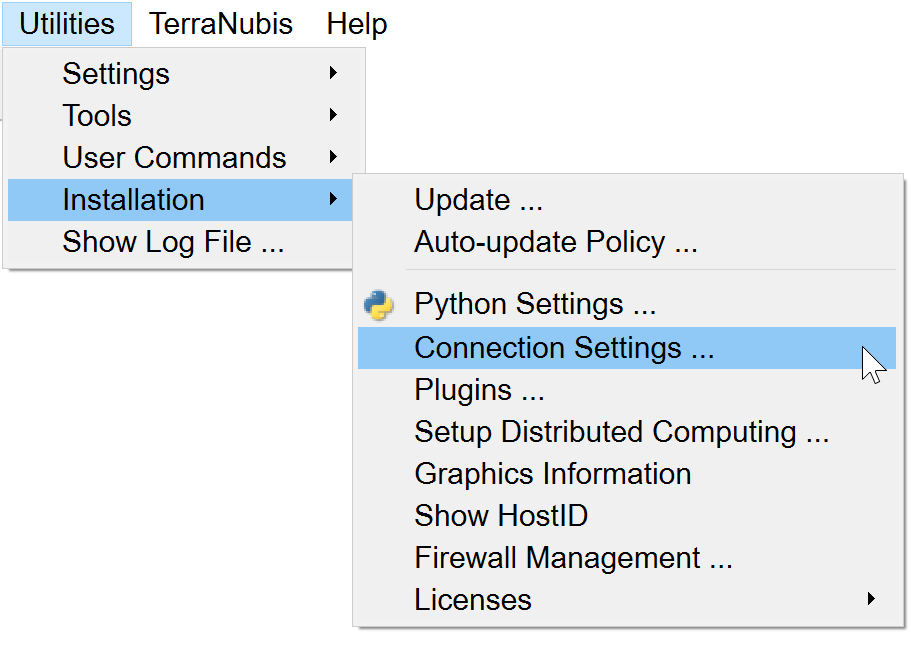 Utilities TerraNubis Help
Settings
Tools
User Commands
Installation
Show Log File ...
Update ...
Auto-update Policy ...
Python Settings ...
Connection Settings ...
Plugins ...
Setup Distributed Computing ...
Graphics Information
Show HostID
Firewall Management ...
Licenses